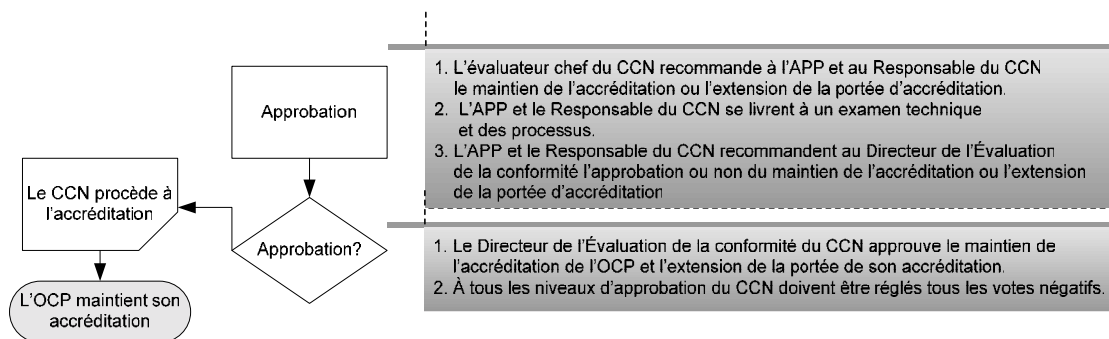 Approbation
1. L'évaluateur chef du CCN recommande à l'APP et au Responsable du CCN
le maintien de l'accréditation ou l'extension de la portée d'accréditation.
2. L'APP et le Responsable du CCN se livrent à un examen technique
et des processus.
3. L'APP et le Responsable du CCN recommandent au Directeur de l'Évaluation
de la conformité l'approbation ou non du maintien de l'accréditation ou l'extension
de la portée d'accréditation
Le CCN procède à
l'accréditation
Approbation?
1. Le Directeur de l'Évaluation de la conformité du CCN approuve le maintien de
l'accréditation de l'OCP et l'extension de la portée de son accréditation.
2. À tous les niveaux d'approbation du CCN doivent être réglés tous les votes négatifs.
L'OCP maintient son
accréditation